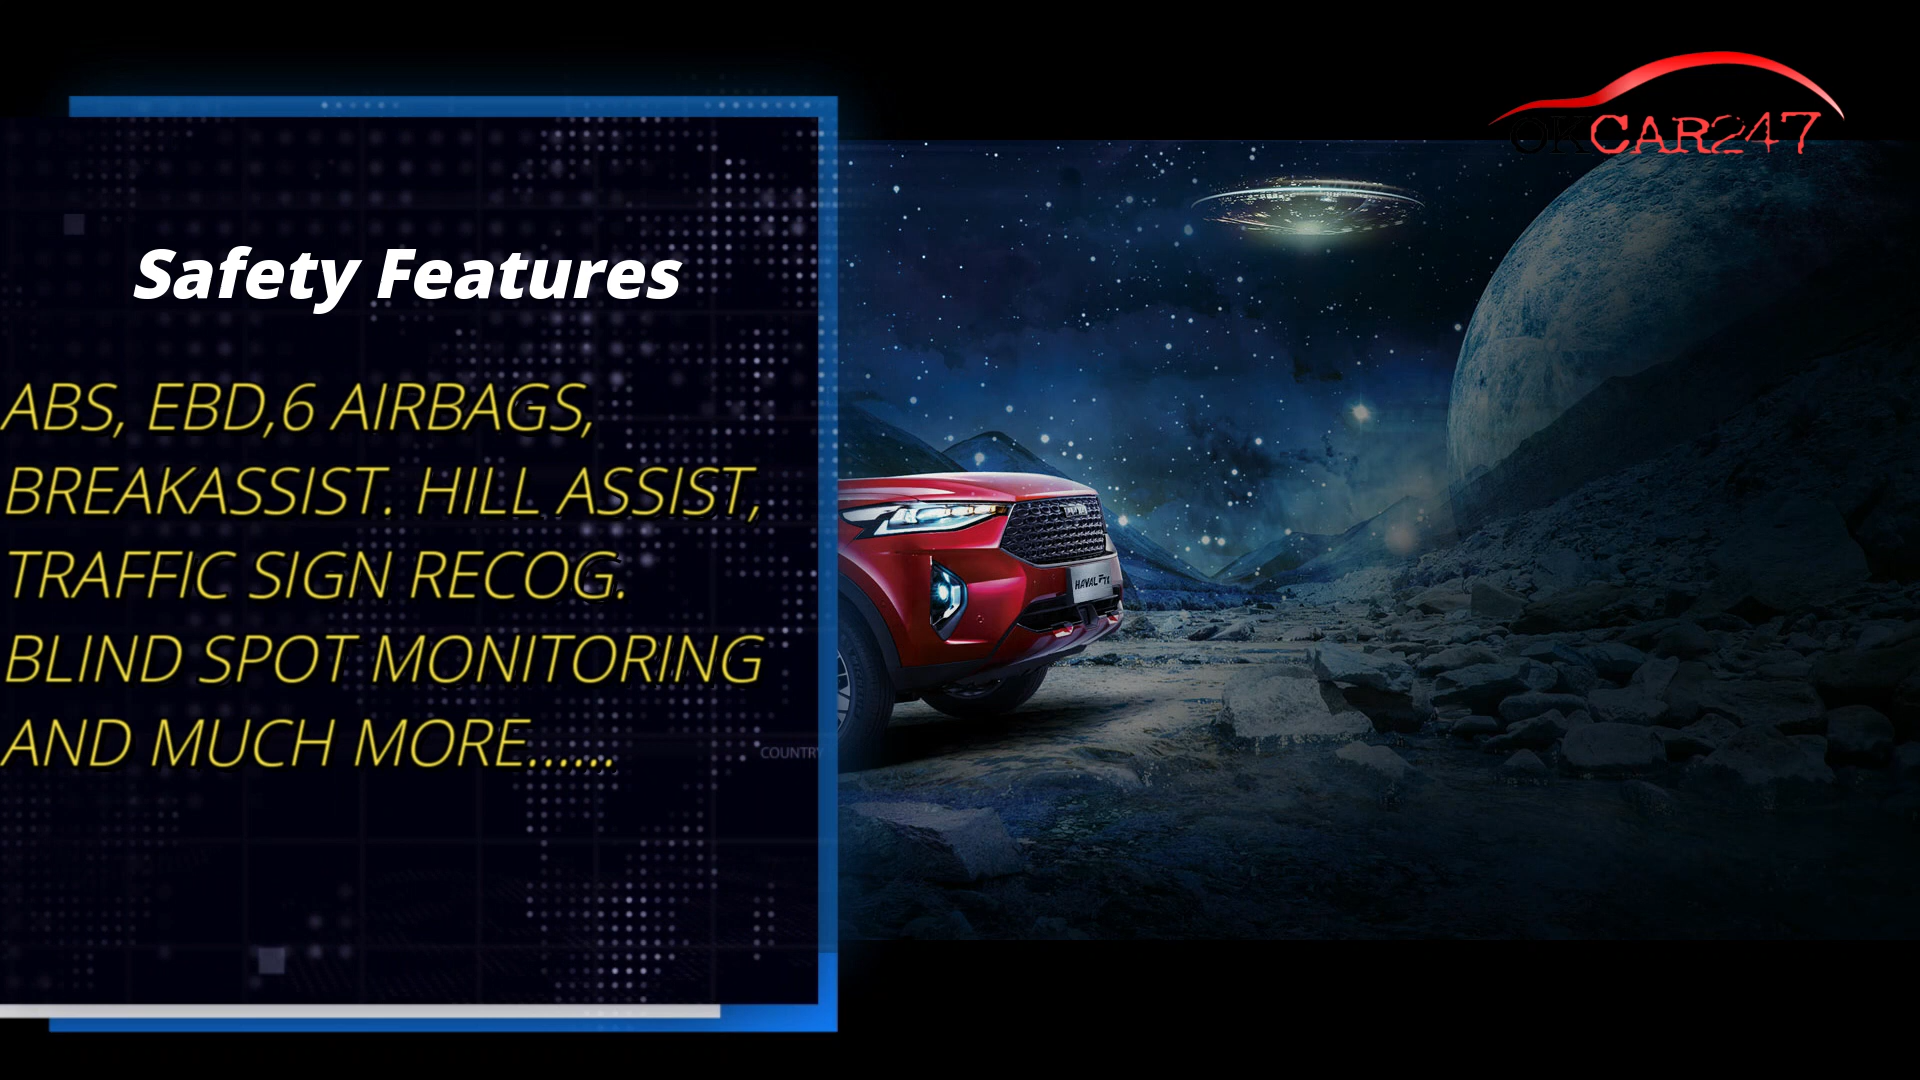 OKCAR247
Safety Features
ABS, EBD,6 AIRBAGS,
BREAKASSIST. HILL ASSIST,
TRAFFIC SIGN RECOG.
BLIND SPOT MONITORING
AND MUCH MORE......
COUNTRY
HAVAL F7x